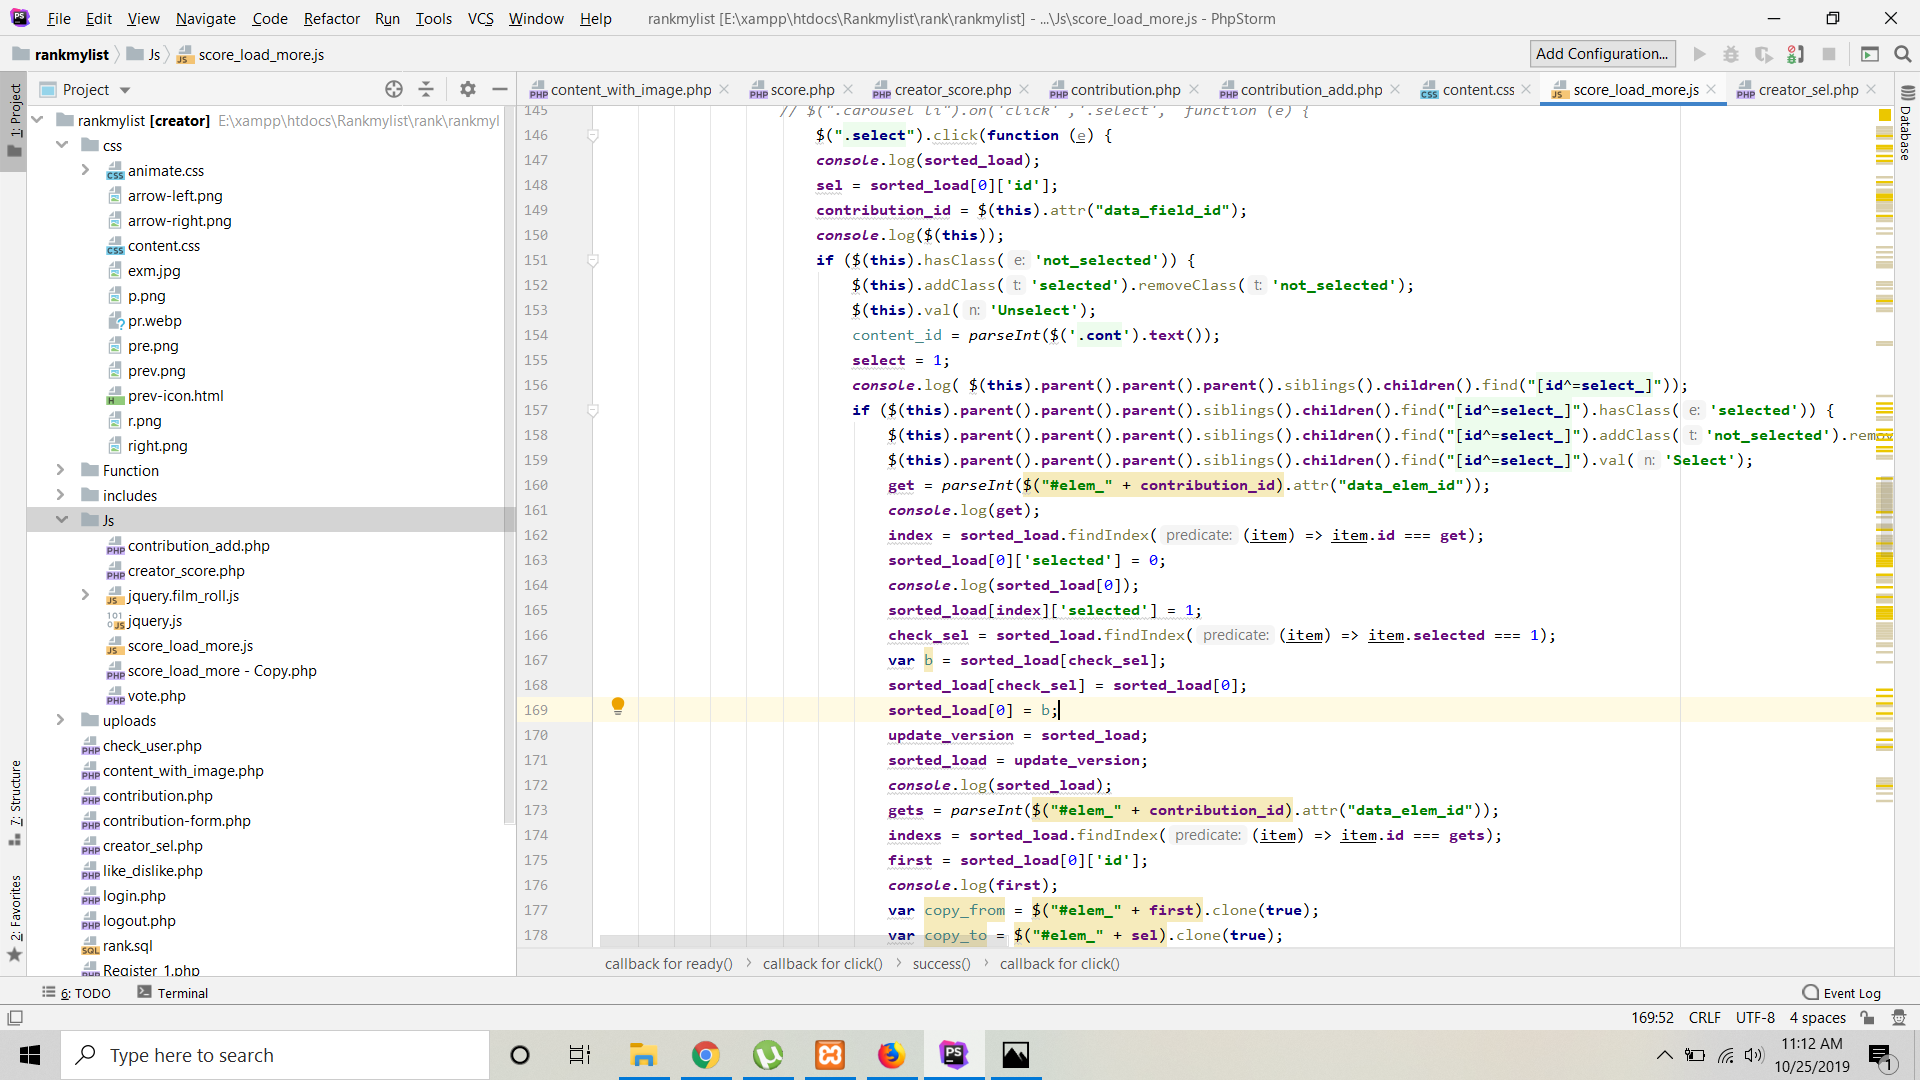 File Edit View Navigate Code Refactor Run Tools VCS Window Help rankmylist [E:\xampp\htdocs\Rankmylist\rank\rankmylist] - ...\Js\score_load_more.js - PhpStorm
rankmylist Js score_load_more.js Add Configuration...
Project content_with_image.php score.php creator_score.php contribution.php contribution_add.php content.css score_load_more.js creator_sel.php
1: Project
7: Structure
2: Favorites
Database
rankmylist [creator] E:\xampp\htdocs\Rankmylist\rank\rankmyl
css
animate.css
arrow-left.png
arrow-right.png
content.css
exm.jpg
p.png
pr.webp
pre.png
prev.png
prev-icon.html
r.png
right.png
Function
includes
Js
contribution_add.php
creator_score.php
jquery.film_roll.js
jquery.js
score_load_more.js
score_load_more - Copy.php
vote.php
uploads
check_user.php
content_with_image.php
contribution.php
contribution-form.php
creator_sel.php
like_dislike.php
login.php
logout.php
rank.sql
Register_1.php
145 // $(".carousel li").on('click' ,'.select', function (e) {
146 $(".select").click(function (e) {
147 console.log(sorted_load);
148 sel = sorted_load[0]['id'];
149 contribution_id = $(this).attr("data_field_id");
150 console.log($(this));
151 if ($(this).hasClass( e: 'not_selected')) {
152 $(this).addClass( t: 'selected').removeClass( t: 'not_selected');
153 $(this).val( n: 'Unselect');
154 content_id = parseInt($('.cont').text());
155 select = 1;
156 console.log( $(this).parent().parent().parent().siblings().children().find("[id^=select_]"));
157 if ($(this).parent().parent().parent().siblings().children().find("[id^=select_]").hasClass( e: 'selected')) {
158 $(this).parent().parent().parent().siblings().children().find("[id^=select_]").addClass( t: 'not_selected').remov
159 $(this).parent().parent().parent().siblings().children().find("[id^=select_]").val( n: 'Select');
160 get = parseInt($("#elem_" + contribution_id).attr("data_elem_id"));
161 console.log(get);
162 index = sorted_load.findIndex( predicate: (item) => item.id === get);
163 sorted_load[0]['selected'] = 0;
164 console.log(sorted_load[0]);
165 sorted_load[index]['selected'] = 1;
166 check_sel = sorted_load.findIndex( predicate: (item) => item.selected === 1);
167 var b = sorted_load[check_sel];
168 sorted_load[check_sel] = sorted_load[0];
169 sorted_load[0] = b;
170 update_version = sorted_load;
171 sorted_load = update_version;
172 console.log(sorted_load);
173 gets = parseInt($("#elem_" + contribution_id).attr("data_elem_id"));
174 indexs = sorted_load.findIndex( predicate: (item) => item.id === gets);
175 first = sorted_load[0]['id'];
176 console.log(first);
177 var copy_from = $("#elem_" + first).clone(true);
178 var copy_to = $("#elem_" + sel).clone(true);
callback for ready() callback for click() success() callback for click()
6: TODO Terminal Event Log
169:52 CRLF UTF-8 4 spaces
Type here to search 11:12 AM
10/25/2019 1